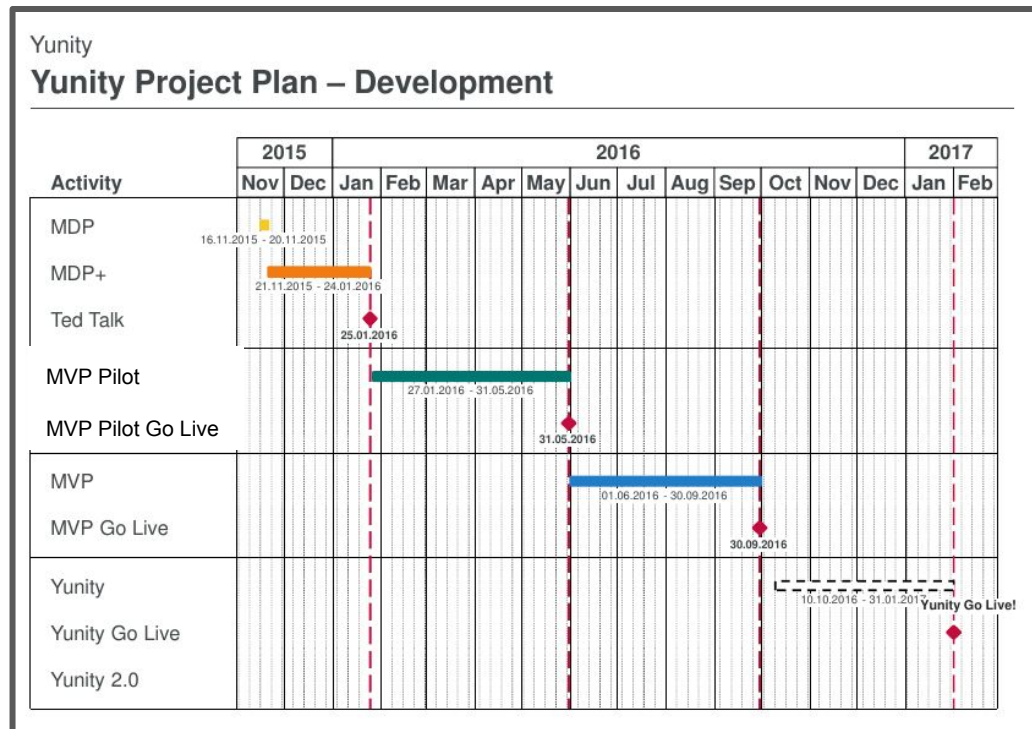 Yunity
Yunity Project Plan – Development
2015 2016 2017
Activity Nov Dec Jan Feb Mar Apr May Jun Jul Aug Sep Oct Nov Dec Jan Feb
MDP
16.11.2015 - 20.11.2015
MDP+
21.11.2015 - 24.01.2016
Ted Talk
25.01.2016
MVP Pilot
27.01.2016 - 31.05.2016
MVP Pilot Go Live
31.05.2016
MVP
01.06.2016 - 30.09.2016
MVP Go Live
30.09.2016
Yunity
10.10.2016 - 31.01.2017
Yunity Go Live!
Yunity Go Live
Yunity 2.0